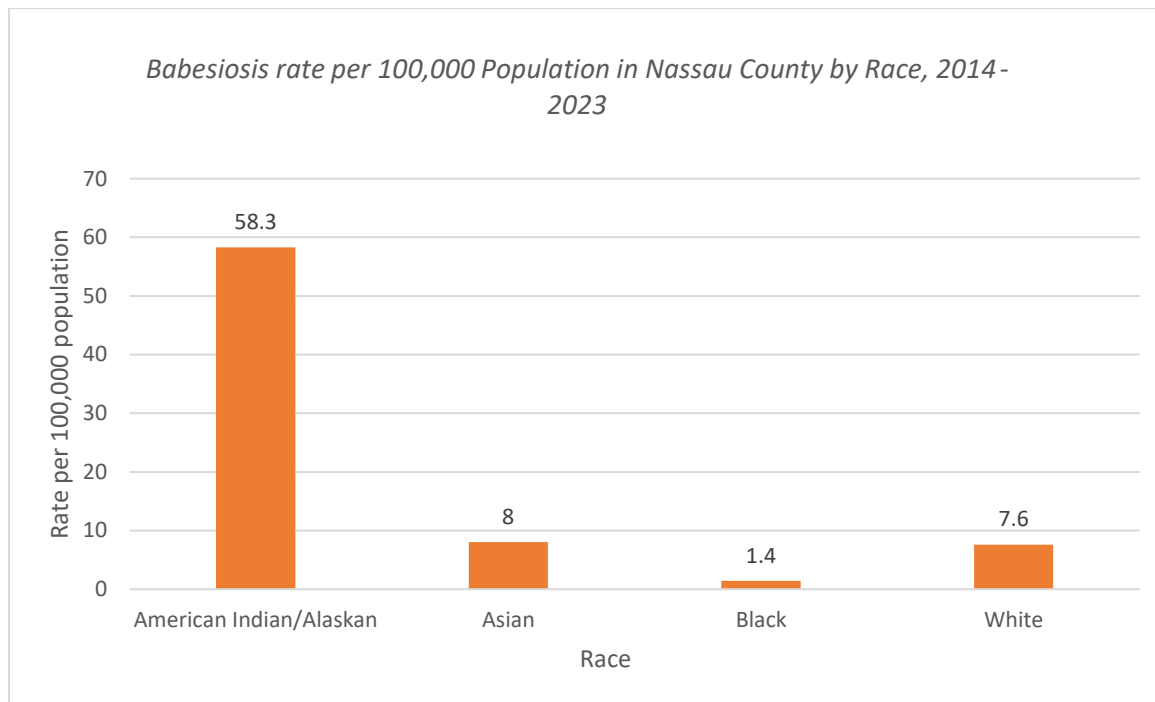 Babesiosis rate per 100,000 Population in Nassau County by Race, 2014-
2023
Rate per 100,000 population
70
60
50
40
30
20
10
0
58.3
8
1.4
7.6
American Indian/Alaskan
Asian
Black
White
Race